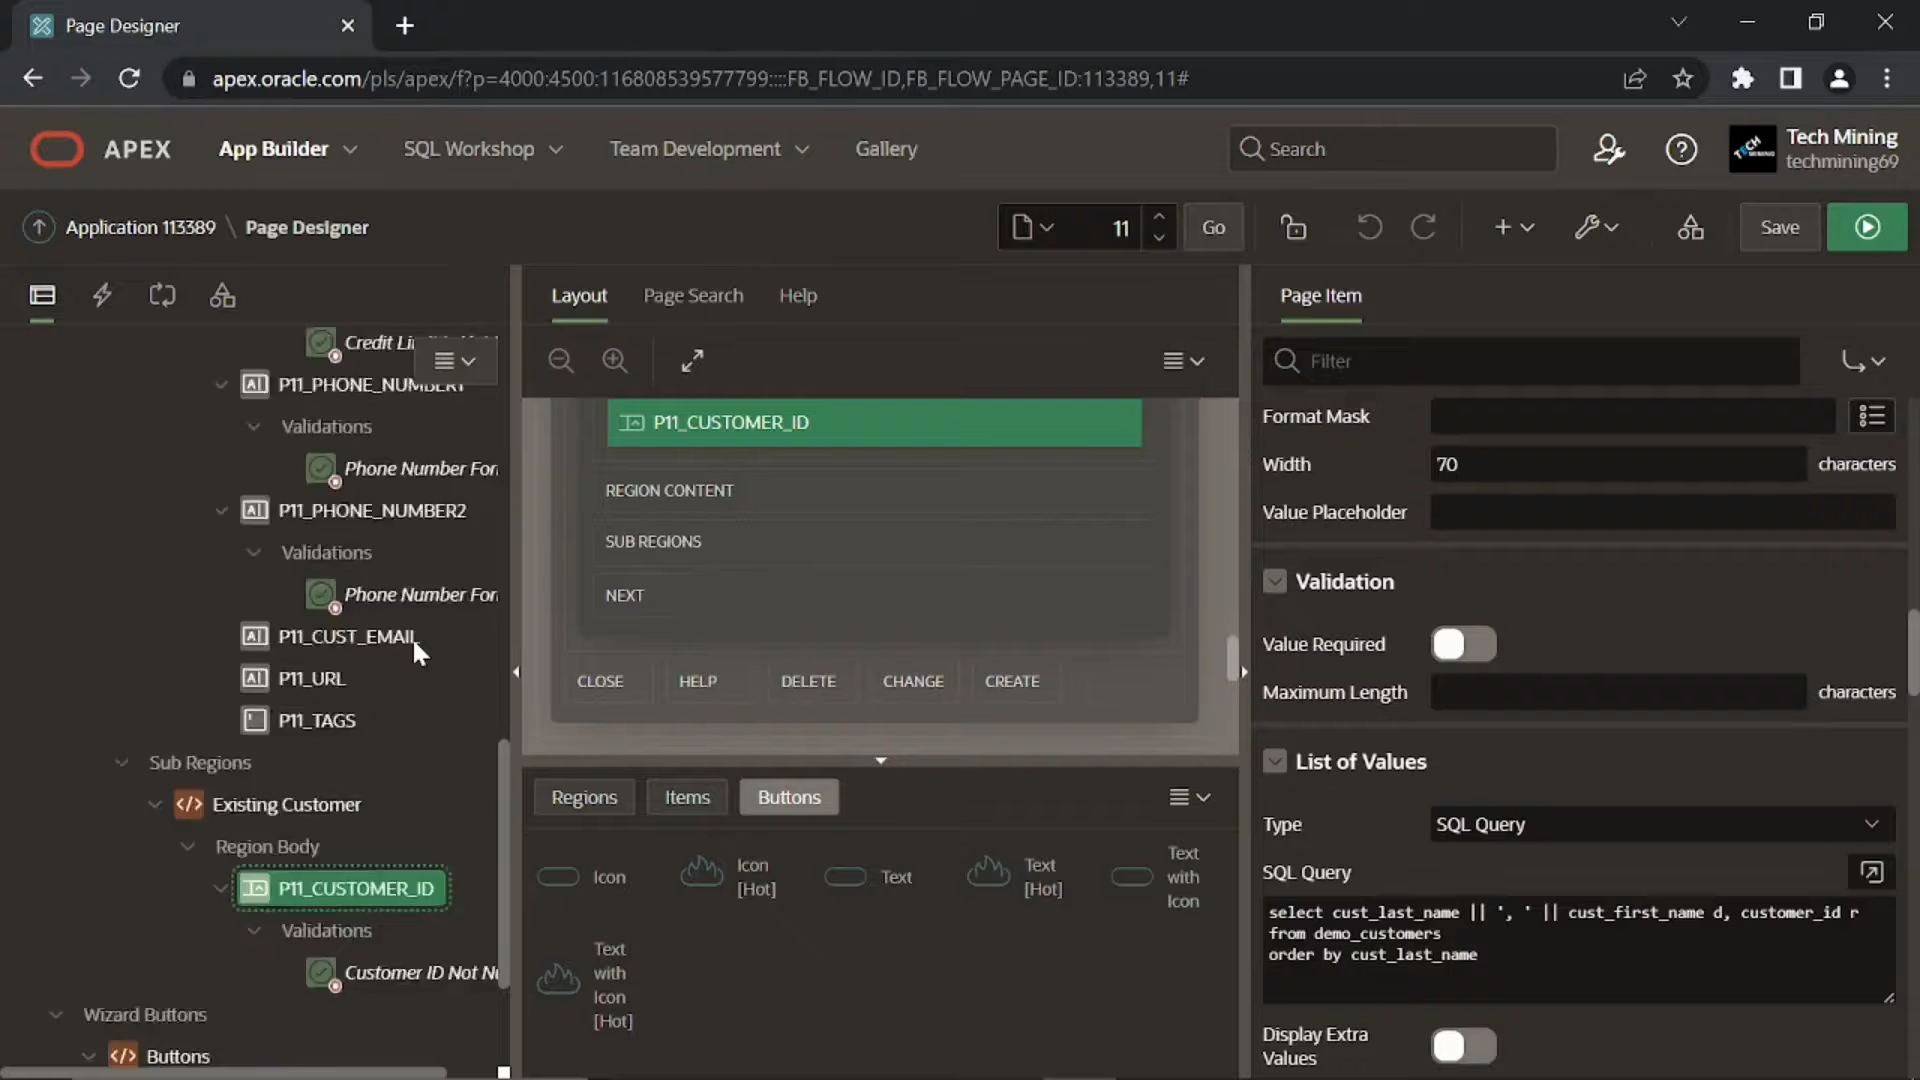 Page Designer
apex.oracle.com/pls/apex/f?p=4000:4500:116808539577799::::FB_FLOW_ID,FB_FLOW_PAGE_ID:113389,11#
APEX
App Builder
SQL Workshop
Team Development
Gallery
Search
TECH MINING
Tech Mining
techmining69
Application 113389 \ Page Designer
11
Go
Save
Credit Li
P11_PHONE_NUMBER1
Validations
Phone Number For
P11_PHONE_NUMBER2
Validations
Phone Number For
P11_CUST_EMAIL
P11_URL
P11_TAGS
Sub Regions
Existing Customer
Region Body
P11_CUSTOMER_ID
Validations
Customer ID Not Nu
Wizard Buttons
Buttons
Layout
Page Search
Help
P11_CUSTOMER_ID
REGION CONTENT
SUB REGIONS
NEXT
CLOSE
HELP
DELETE
CHANGE
CREATE
Regions
Items
Buttons
Icon
Icon
[Hot]
Text
Text
[Hot]
Text
with
Icon
Text
with
Icon
[Hot]
Page Item
Filter
Format Mask
Width
70
characters
Value Placeholder
Validation
Value Required
Maximum Length
characters
List of Values
Type
SQL Query
SQL Query
select cust_last_name || ', ' || cust_first_name d, customer_id r
from demo_customers
order by cust_last_name
Display Extra
Values